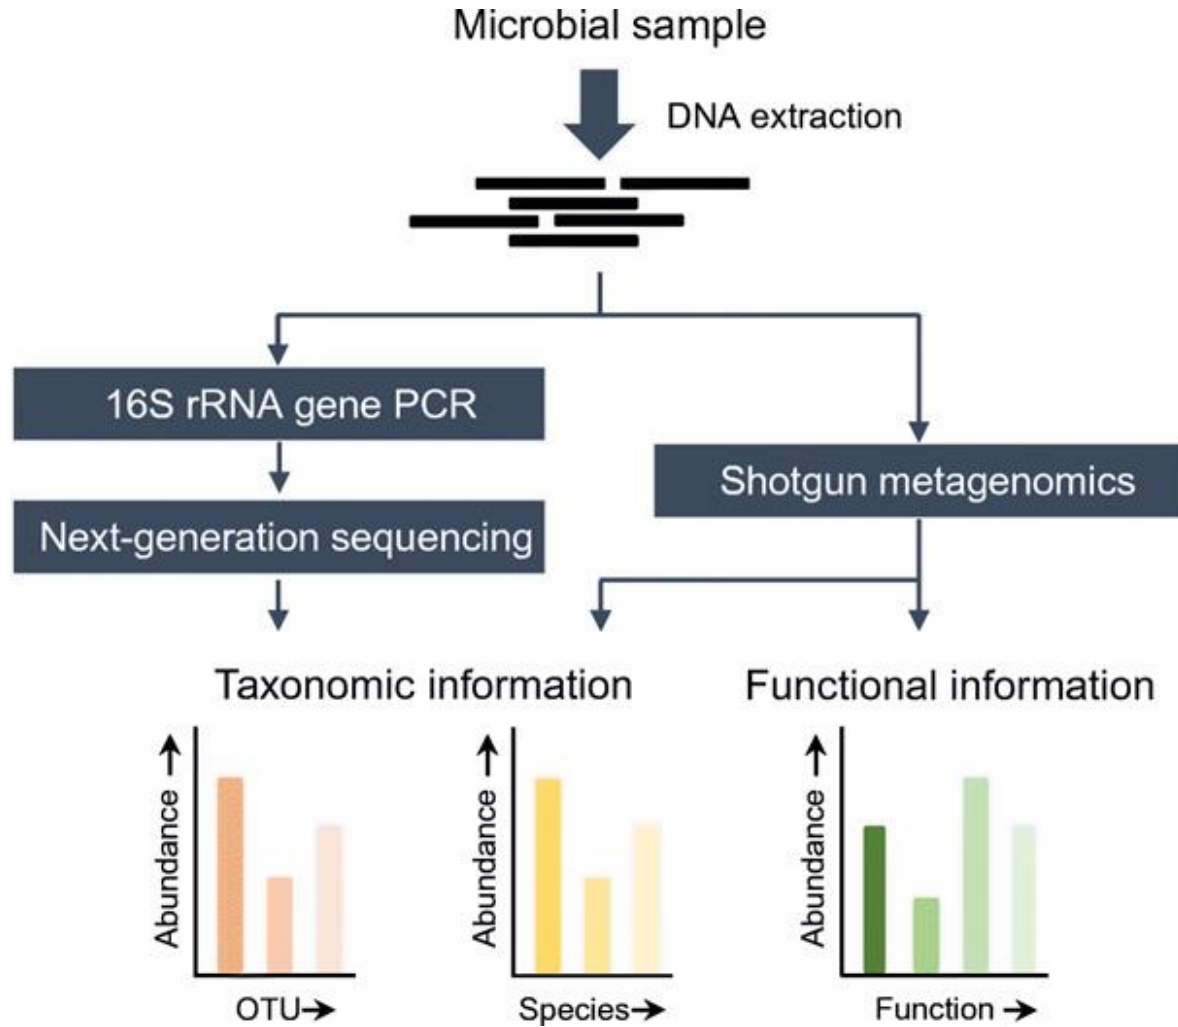 Microbial sample
DNA extraction
16S rRNA gene PCR
Shotgun metagenomics
Next-generation sequencing
Taxonomic information
Functional information
Abundance
OTU
Abundance
Species
Abundance
Function